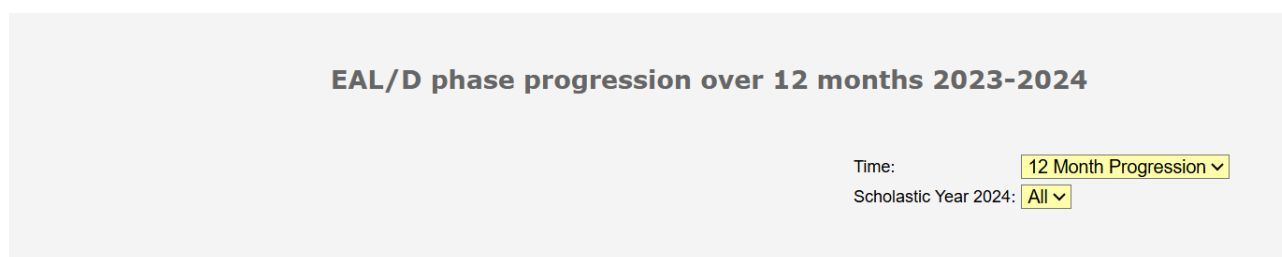 EAL/D phase progression over 12 months 2023-2024
Time: 12 Month Progression
Scholastic Year 2024: All